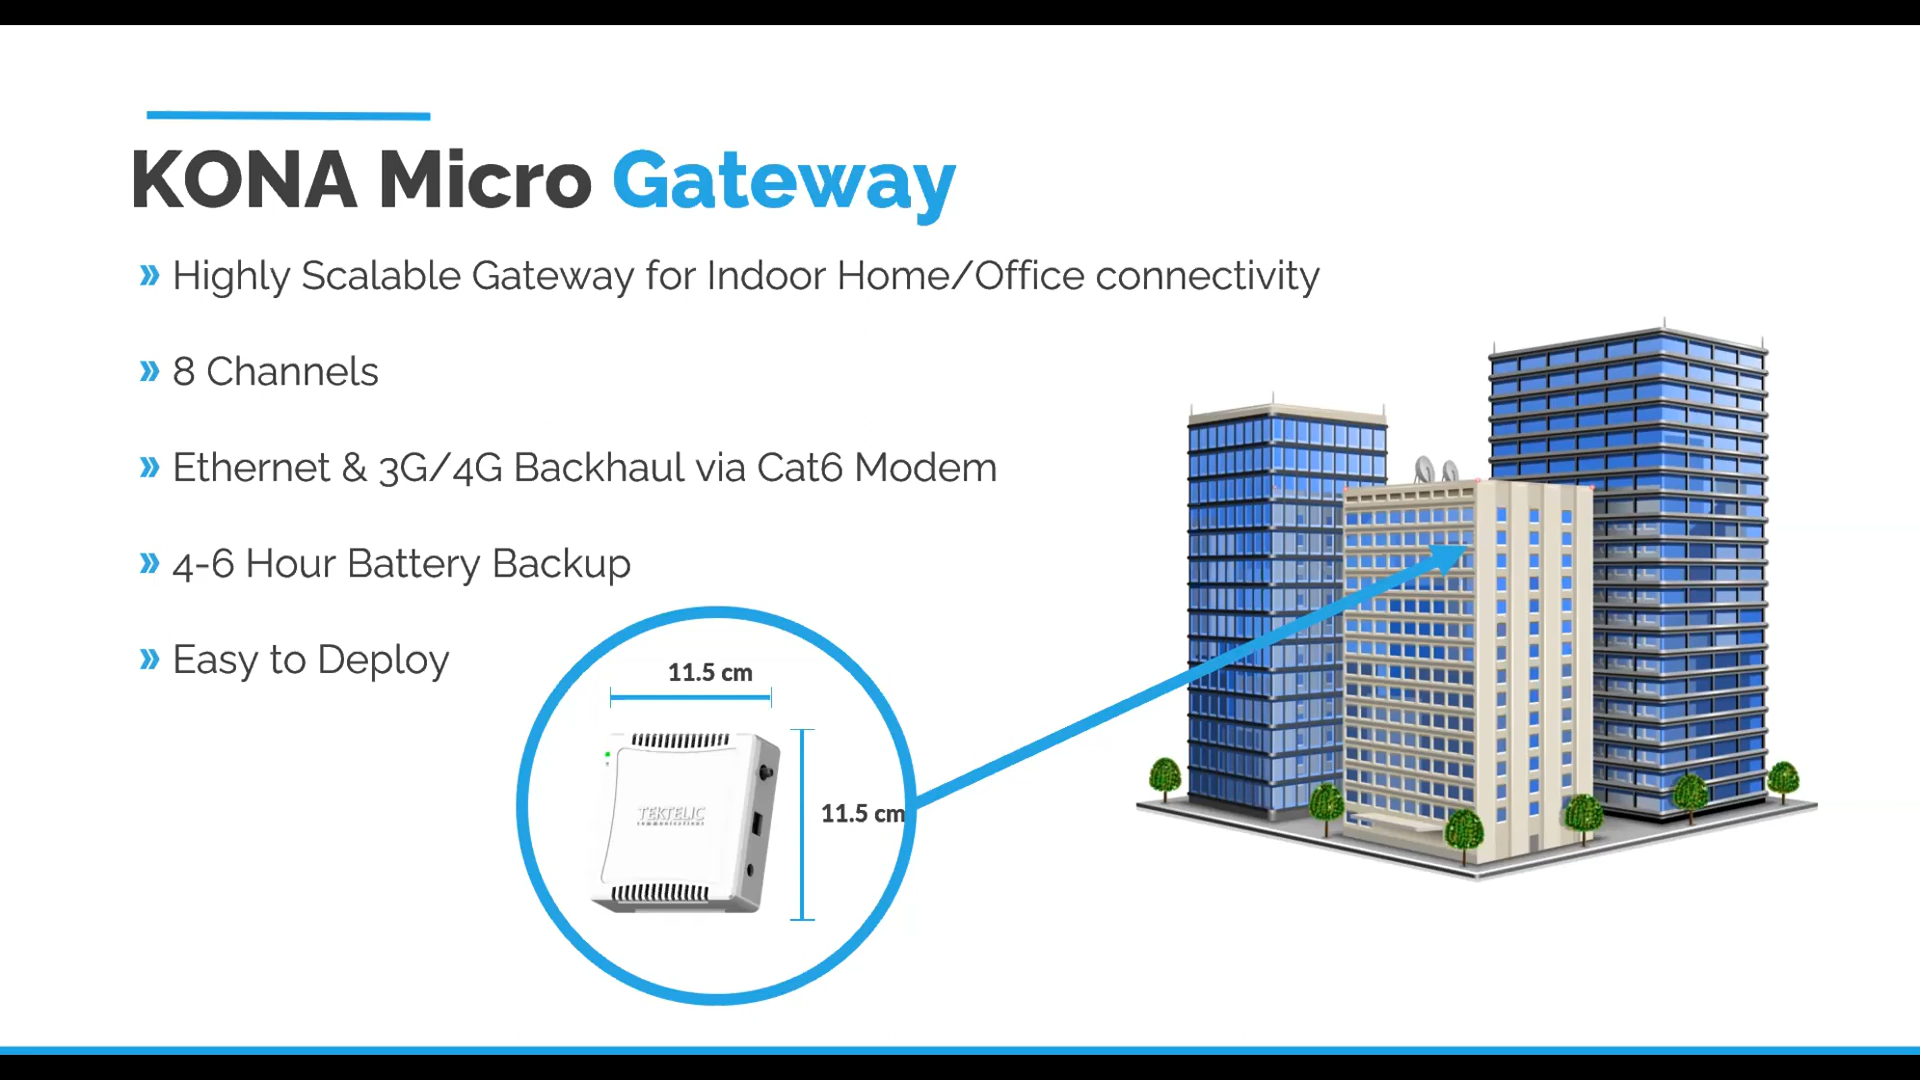 KONA Micro Gateway
» Highly Scalable Gateway for Indoor Home/Office connectivity
» 8 Channels
» Ethernet & 3G/4G Backhaul via Cat6 Modem
» 4-6 Hour Battery Backup
» Easy to Deploy
11.5 cm
TEKTELIC
communications
11.5 cm